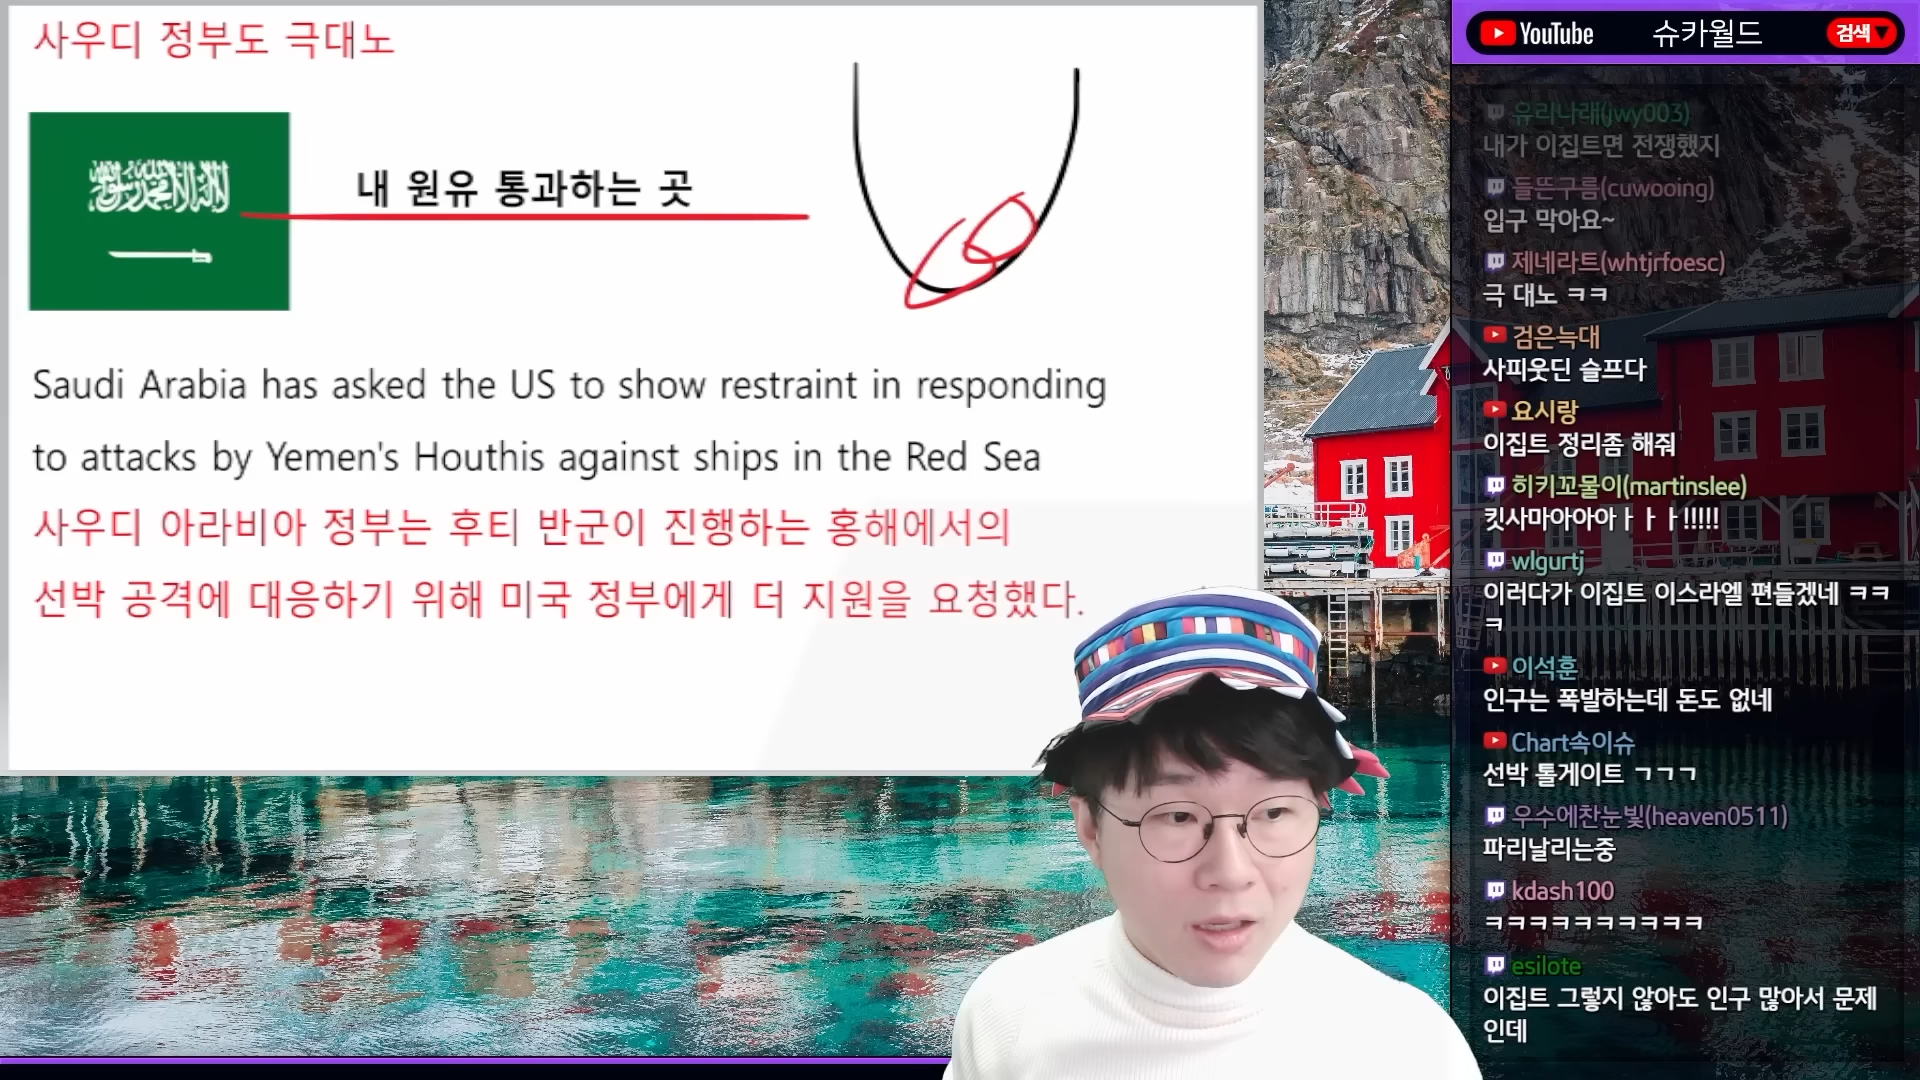 사우디 정부도 극대노
내 원유 통과하는 곳
Saudi Arabia has asked the US to show restraint in responding
to attacks by Yemen's Houthis against ships in the Red Sea
사우디 아라비아 정부는 후티 반군이 진행하는 홍해에서의
선박 공격에 대응하기 위해 미국 정부에게 더 지원을 요청했다.
YouTube 슈카월드 검색
유리나래(jwy003)
내가 이집트면 전쟁했지
들뜬구름(cuwooing)
입구 막아요~
제네라트(whtjrfoesc)
극 대노 ㅋㅋ
검은늑대
사피웃딘 슬프다
요시랑
이집트 정리좀 해줘
히키꼬물이(martinslee)
킷사마아아아ㅏㅏㅏ!!!!!
wlgurtj
이러다가 이집트 이스라엘 편들겠네 ㅋㅋ
ㅋ
이석훈
인구는 폭발하는데 돈도 없네
Chart속이슈
선박 톨게이트 ㄱㄱㄱ
우수에찬눈빛(heaven0511)
파리날리는중
kdash100
ㅋㅋㅋㅋㅋㅋㅋㅋㅋㅋ
esilote
이집트 그렇지 않아도 인구 많아서 문제
인데